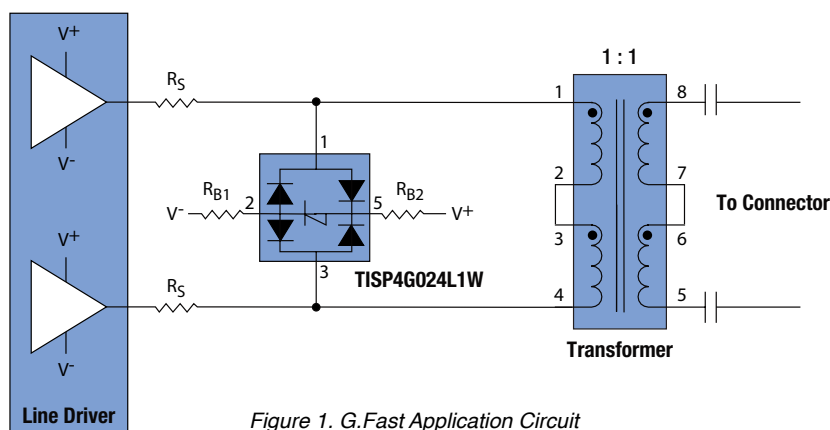 V+
V-
RS
1 : 1
1
8
1
RB1
2
5
RB2
V-
V+
2
7
To Connector
3
6
V+
3
TISP4G024L1W
RS
4
5
V-
Transformer
Line Driver
Figure 1. G.Fast Application Circuit